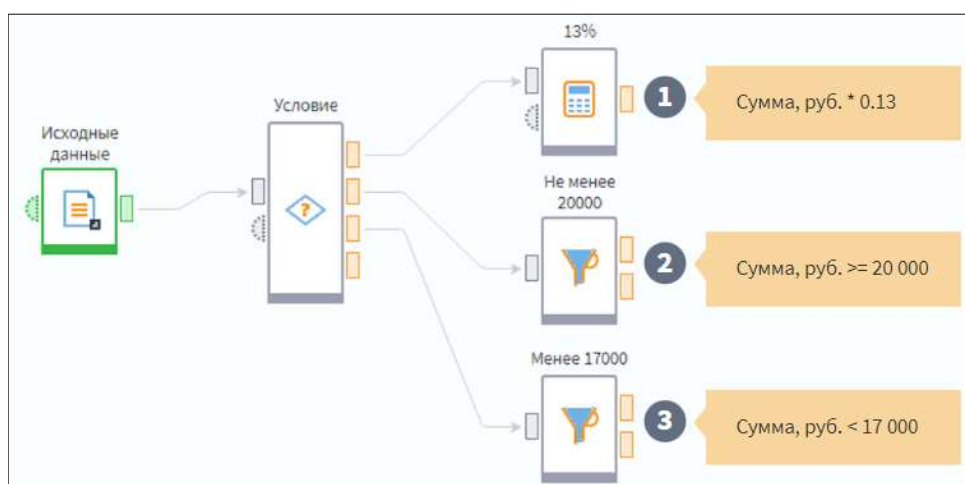 13%
1
Сумма, руб. * 0.13
Условие
Исходные
данные
?
Не менее
20000
2
Сумма, руб. >= 20 000
Менее 17000
3
Сумма, руб. < 17 000